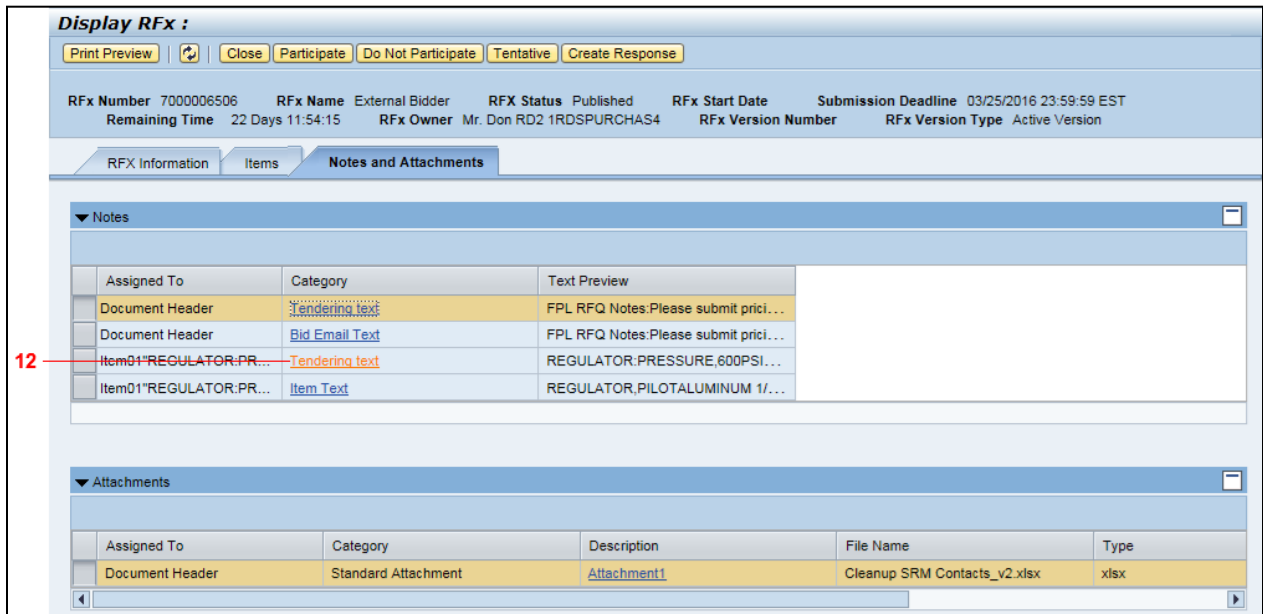 Display RFx :
Print Preview Close Participate Do Not Participate Tentative Create Response
RFx Number 7000006506 RFx Name External Bidder RFX Status Published RFx Start Date Submission Deadline 03/25/2016 23:59:59 EST
Remaining Time 22 Days 11:54:15 RFx Owner Mr. Don RD2 1RDSPURCHAS4 RFx Version Number RFx Version Type Active Version
RFX Information Items Notes and Attachments
Notes
Assigned To Category Text Preview
Document Header Tendering text FPL RFQ Notes:Please submit prici...
Document Header Bid Email Text FPL RFQ Notes:Please submit prici...
12 Item01"REGULATOR:PR... Tendering text REGULATOR:PRESSURE,600PSI...
Item01"REGULATOR:PR... Item Text REGULATOR,PILOTALUMINUM 1/...
Attachments
Assigned To Category Description File Name Type
Document Header Standard Attachment Attachment1 Cleanup SRM Contacts_v2.xlsx xlsx